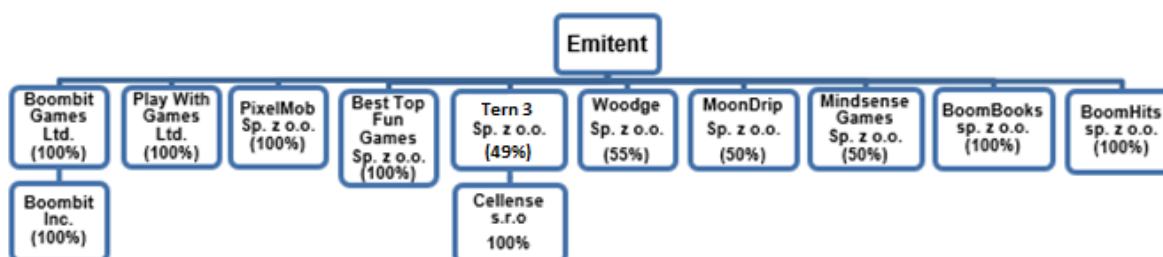 Emitent
Boombit
Games
Ltd.
(100%)
Play With
Games
Ltd.
(100%)
PixelMob
Sp. z o.o.
(100%)
Best Top
Fun
Games
Sp. z o.o.
(100%)
Tern 3
Sp. z o.o.
(49%)
Woodge
Sp. z o.o.
(55%)
MoonDrip
Sp. z o.o.
(50%)
Mindsense
Games
Sp. z o.o.
(50%)
BoomBooks
sp. z o.o.
(100%)
BoomHits
sp. z o.o.
(100%)
Boombit
Inc.
(100%)
Cellense
s.r.o
100%